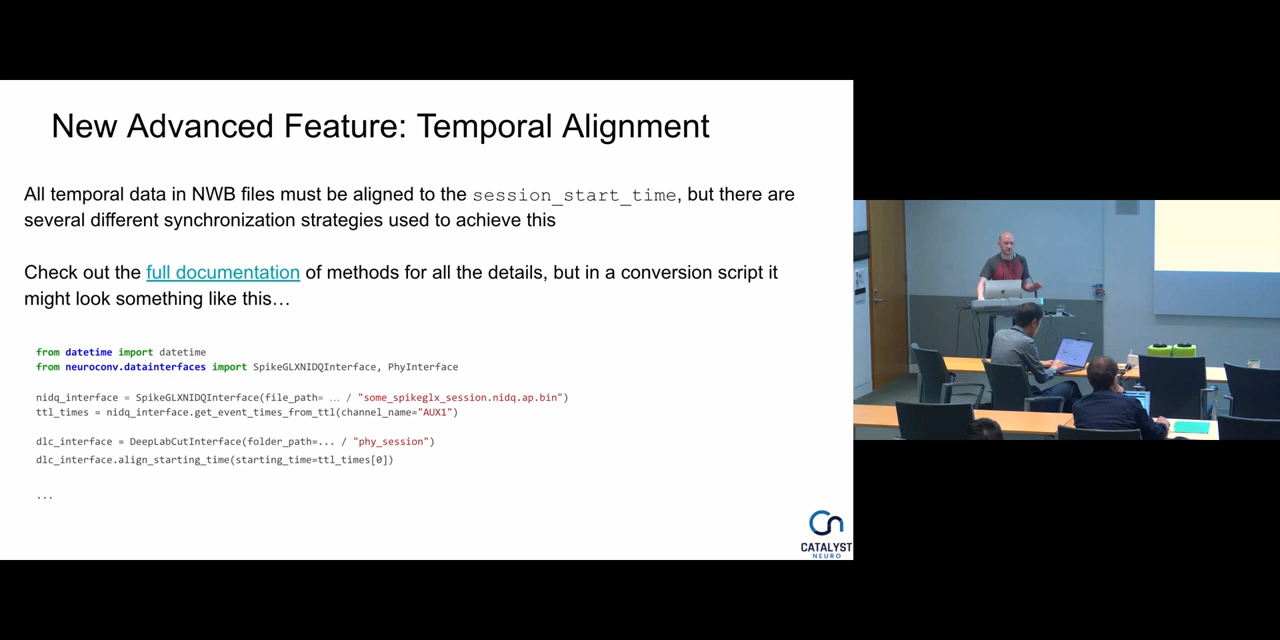 New Advanced Feature: Temporal Alignment
All temporal data in NWB files must be aligned to the session_start_time, but there are
several different synchronization strategies used to achieve this
Check out the full documentation of methods for all the details, but in a conversion script it
might look something like this…
from datetime import datetime
from neuroconv.datainterfaces import SpikeGLXNIDQInterface, PhyInterface
nidq_interface = SpikeGLXNIDQInterface(file_path= … / "some_spikeglx_session.nidq.ap.bin")
ttl_times = nidq_interface.get_event_times_from_ttl(channel_name="AUX1")
dlc_interface = DeepLabCutInterface(folder_path=... / "phy_session")
dlc_interface.align_starting_time(starting_time=ttl_times[0])
...
CATALYST
NEURO